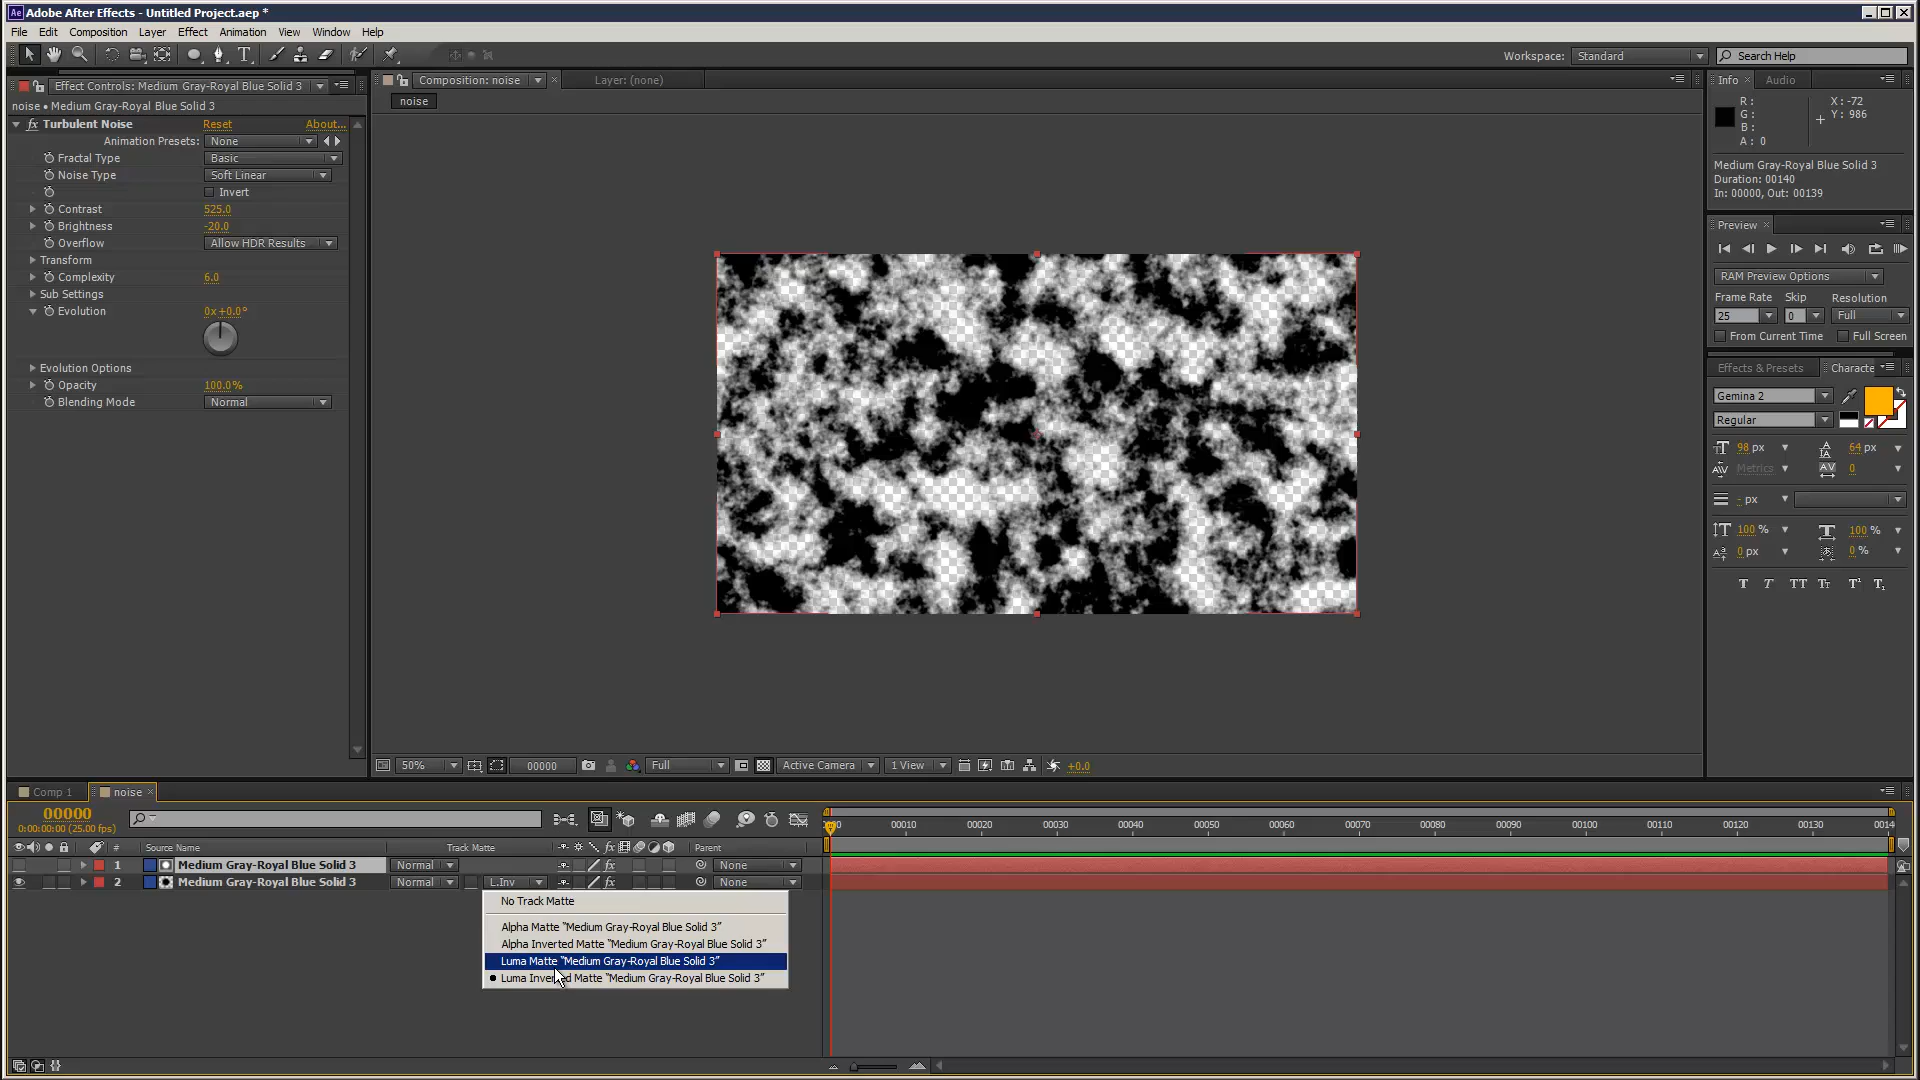 Ae Adobe After Effects - Untitled Project.aep *
File Edit Composition Layer Effect Animation View Window Help
Workspace: Standard Search Help
Effect Controls: Medium Gray-Royal Blue Solid 3
noise • Medium Gray-Royal Blue Solid 3
fx Turbulent Noise Reset About...
Animation Presets: None
Fractal Type Basic
Noise Type Soft Linear
Invert
Contrast 525.0
Brightness -20.0
Overflow Allow HDR Results
Transform
Complexity 6.0
Sub Settings
Evolution 0x+0.0°
Evolution Options
Opacity 100.0%
Blending Mode Normal
Composition: noise Layer: (none)
noise
50% 00000 Full Active Camera 1 View +0.0
Info Audio
R: X: -72
G: Y: 986
B:
A: 0
Medium Gray-Royal Blue Solid 3
Duration: 00140
In: 00000, Out: 00139
Preview
RAM Preview Options
Frame Rate Skip Resolution
25 0 Full
From Current Time Full Screen
Effects & Presets Characte
Gemina 2
Regular
98 px 64 px
Metrics 0
- px
100 % 100 %
0 px 0 %
T T TT Tt T¹ T₁
Comp 1 noise
00000
0:00:00:00 (25.00 fps)
00010 00020 00030 00040 00050 00060 00070 00080 00090 00100 00110 00120 00130 0014
# Source Name Track Matte fx Parent
1 Medium Gray-Royal Blue Solid 3 Normal fx None
2 Medium Gray-Royal Blue Solid 3 Normal L.Inv fx None
No Track Matte
Alpha Matte "Medium Gray-Royal Blue Solid 3"
Alpha Inverted Matte "Medium Gray-Royal Blue Solid 3"
Luma Matte "Medium Gray-Royal Blue Solid 3"
Luma Inverted Matte "Medium Gray-Royal Blue Solid 3"